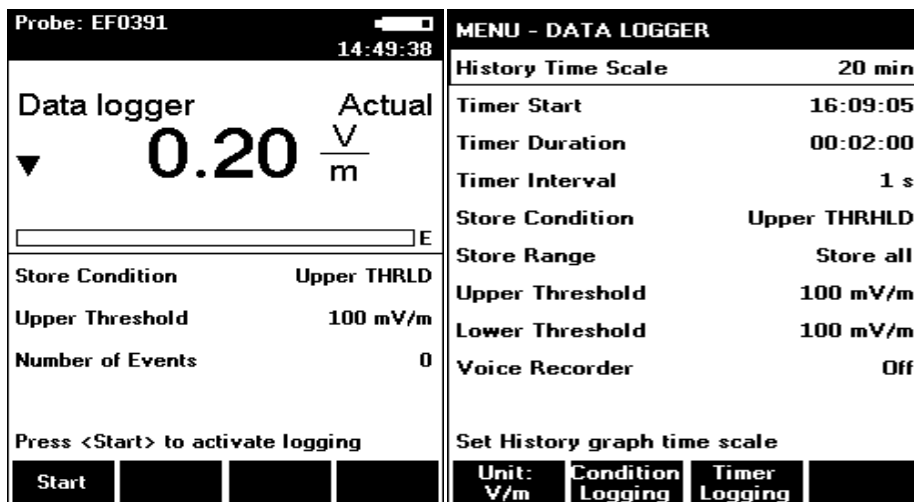 Probe: EF0391
14:49:38
Data logger Actual
0.20 V/m
E
Store Condition Upper THRLD
Upper Threshold 100 mV/m
Number of Events 0
Press <Start> to activate logging
Start
MENU - DATA LOGGER
History Time Scale 20 min
Timer Start 16:09:05
Timer Duration 00:02:00
Timer Interval 1 s
Store Condition Upper THRHLD
Store Range Store all
Upper Threshold 100 mV/m
Lower Threshold 100 mV/m
Voice Recorder Off
Set History graph time scale
Unit: Condition Timer
V/m Logging Logging